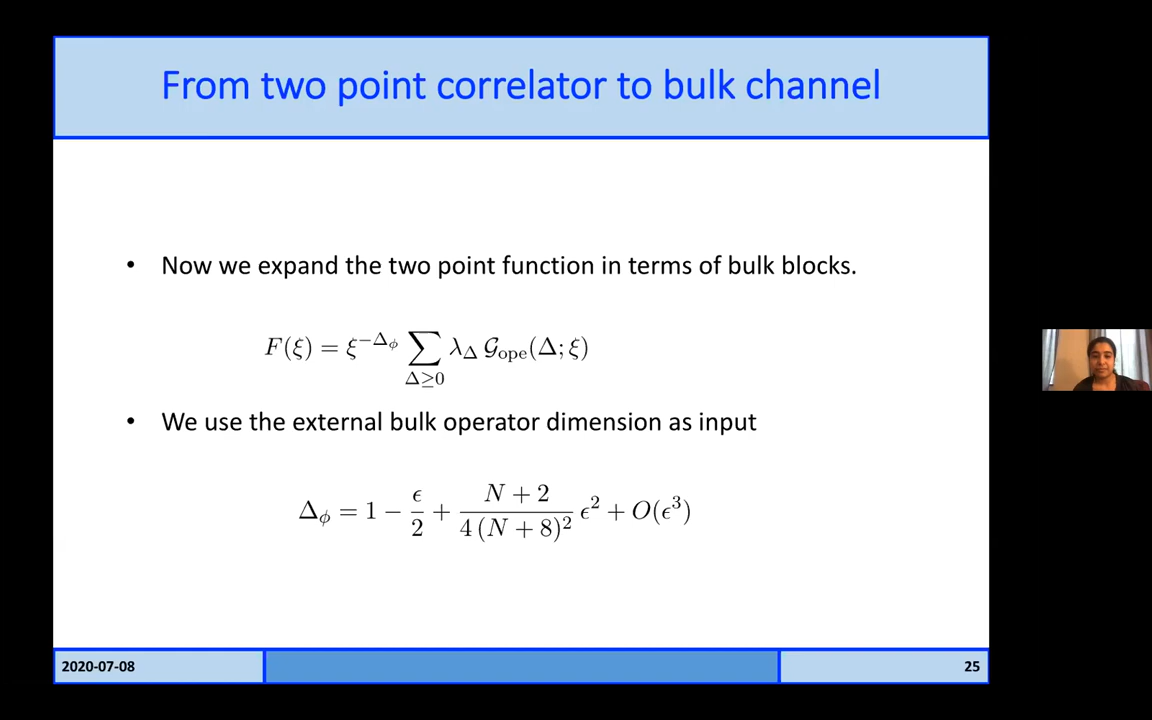 From two point correlator to bulk channel
• Now we expand the two point function in terms of bulk blocks.
F(ξ) = ξ^{-Δ_ϕ} ∑_{Δ≥0} λ_Δ 𝒢_ope(Δ; ξ)
• We use the external bulk operator dimension as input
Δ_ϕ = 1 − ϵ/2 + (N + 2)/(4 (N + 8)^2) ϵ^2 + O(ϵ^3)
2020-07-08 25